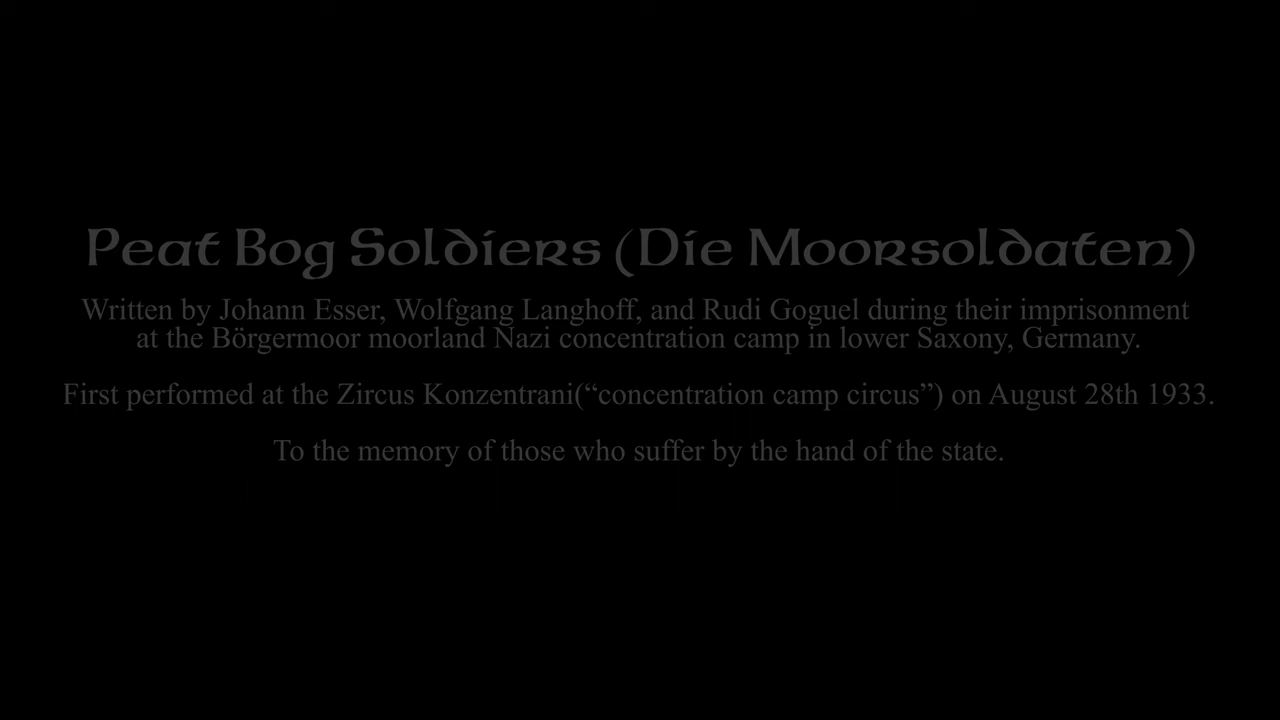 Peat Bog Soldiers (Die Moorsoldaten)
Written by Johann Esser, Wolfgang Langhoff, and Rudi Goguel during their imprisonment
at the Börgermoor moorland Nazi concentration camp in lower Saxony, Germany.
First performed at the Zircus Konzentrani(“concentration camp circus”) on August 28th 1933.
To the memory of those who suffer by the hand of the state.